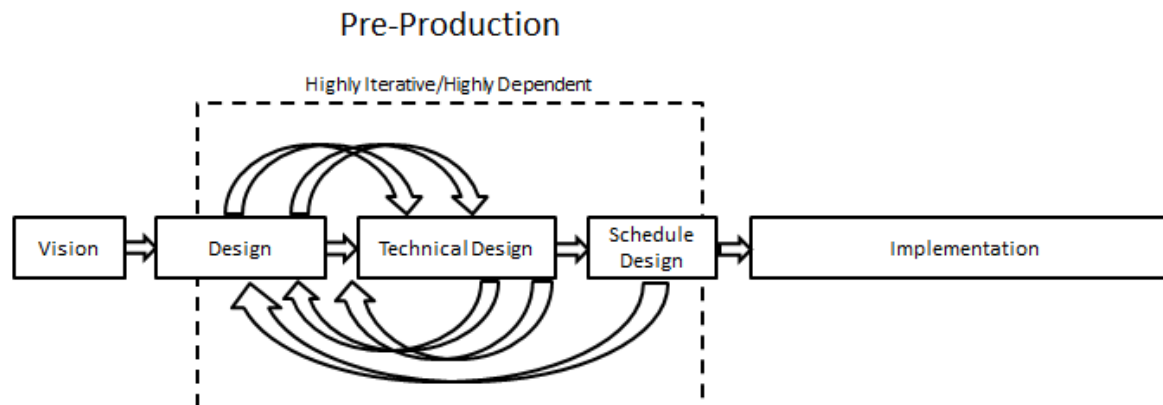 Pre-Production
Highly Iterative/Highly Dependent
Vision
Design
Technical Design
Schedule
Design
Implementation